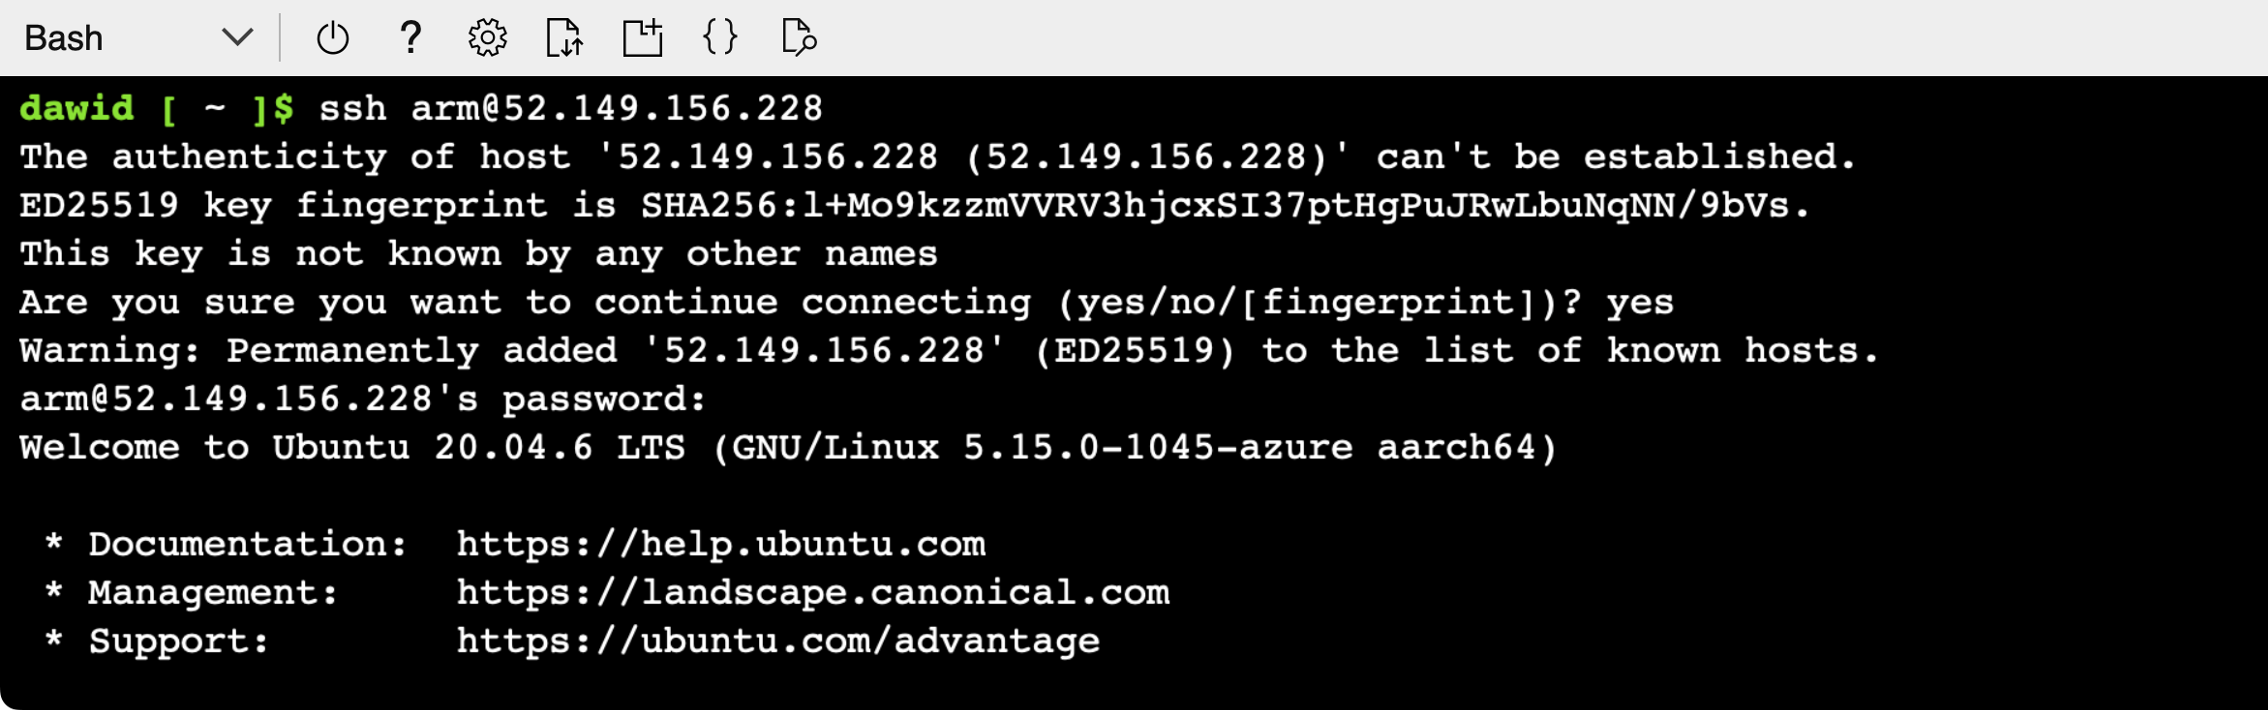 Bash
dawid [ ~ ]$ ssh arm@52.149.156.228
The authenticity of host '52.149.156.228 (52.149.156.228)' can't be established.
ED25519 key fingerprint is SHA256:l+Mo9kzzmVVRV3hjcxSI37ptHgPuJRwLbuNqNN/9bVs.
This key is not known by any other names
Are you sure you want to continue connecting (yes/no/[fingerprint])? yes
Warning: Permanently added '52.149.156.228' (ED25519) to the list of known hosts.
arm@52.149.156.228's password:
Welcome to Ubuntu 20.04.6 LTS (GNU/Linux 5.15.0-1045-azure aarch64)
* Documentation:  https://help.ubuntu.com
* Management:     https://landscape.canonical.com
* Support:        https://ubuntu.com/advantage